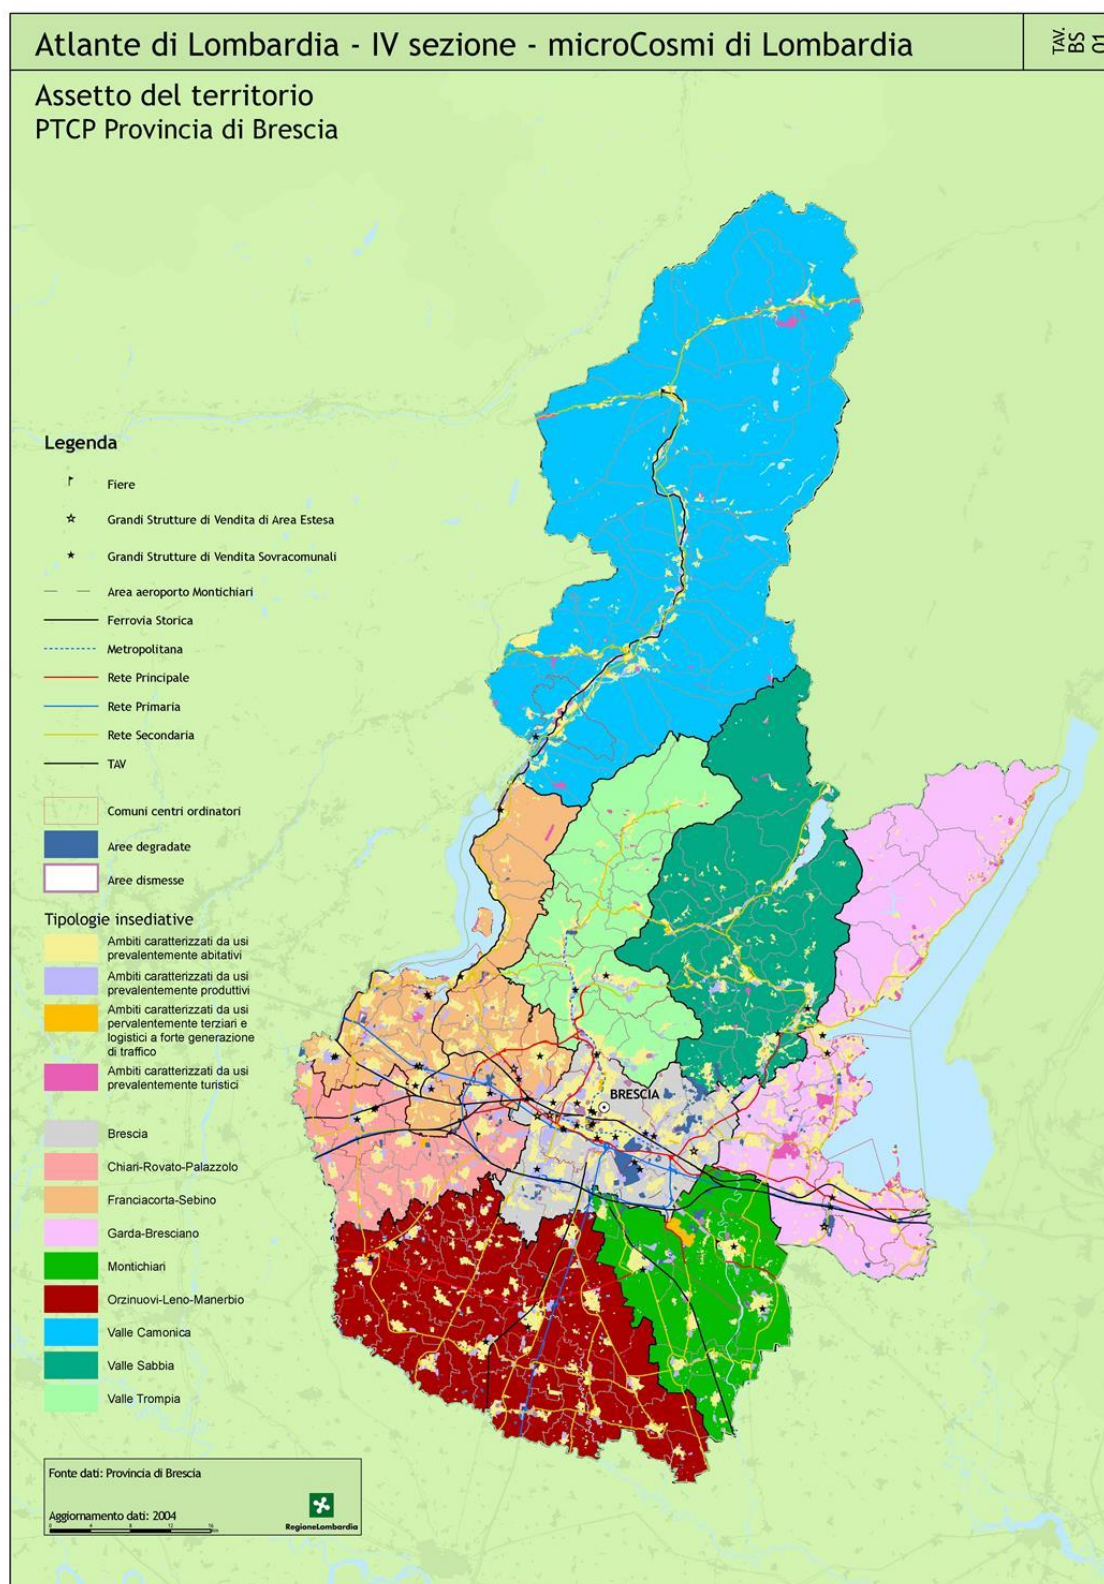 Atlante di Lombardia - IV sezione - microCosmi di Lombardia
TAV.
BS
01
Assetto del territorio
PTCP Provincia di Brescia
Legenda
Fiere
Grandi Strutture di Vendita di Area Estesa
Grandi Strutture di Vendita Sovracomunali
Area aeroporto Montichiari
Ferrovia Storica
Metropolitana
Rete Principale
Rete Primaria
Rete Secondaria
TAV
Comuni centri ordinatori
Aree degradate
Aree dismesse
Tipologie insediative
Ambiti caratterizzati da usi
prevalentemente abitativi
Ambiti caratterizzati da usi
prevalentemente produttivi
Ambiti caratterizzati da usi
pervalentemente terziari e
logistici a forte generazione
di traffico
Ambiti caratterizzati da usi
prevalentemente turistici
Brescia
Chiari-Rovato-Palazzolo
Franciacorta-Sebino
Garda-Bresciano
Montichiari
Orzinuovi-Leno-Manerbio
Valle Camonica
Valle Sabbia
Valle Trompia
BRESCIA
Fonte dati: Provincia di Brescia
Aggiornamento dati: 2004
RegioneLombardia